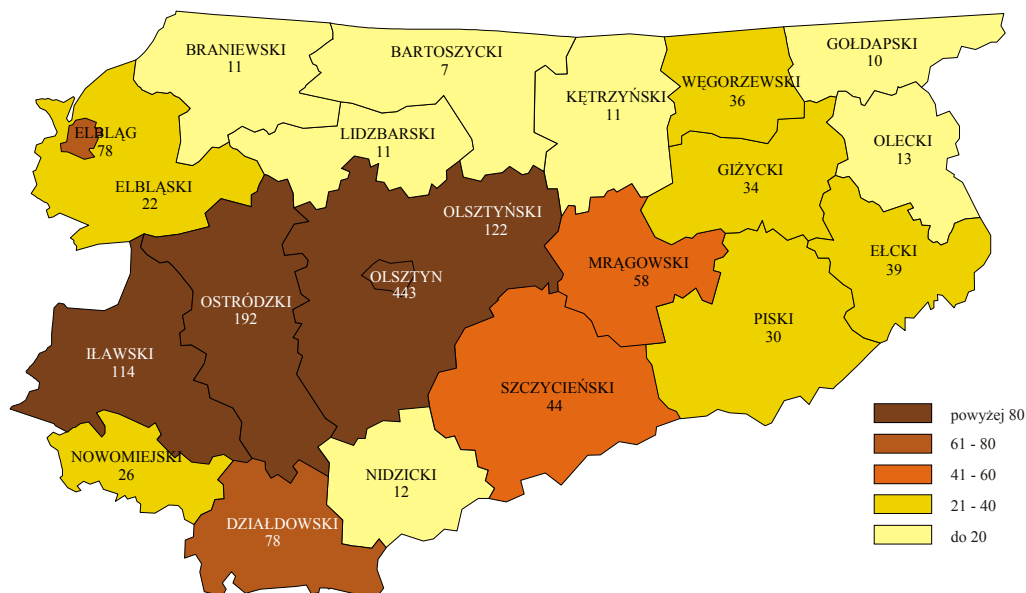 BRANIEWSKI
11
BARTOSZYCKI
7
GOŁDAPSKI
10
WĘGORZEWSKI
36
KĘTRZYŃSKI
11
ELBLĄG
78
LIDZBARSKI
11
OLECKI
13
ELBLĄSKI
22
GIŻYCKI
34
OLSZTYŃSKI
122
EŁCKI
39
MRĄGOWSKI
58
OLSZTYN
443
OSTRÓDZKI
192
PISKI
30
IŁAWSKI
114
SZCZYCIEŃSKI
44
NOWOMIEJSKI
26
NIDZICKI
12
DZIAŁDOWSKI
78
powyżej 80
61 - 80
41 - 60
21 - 40
do 20